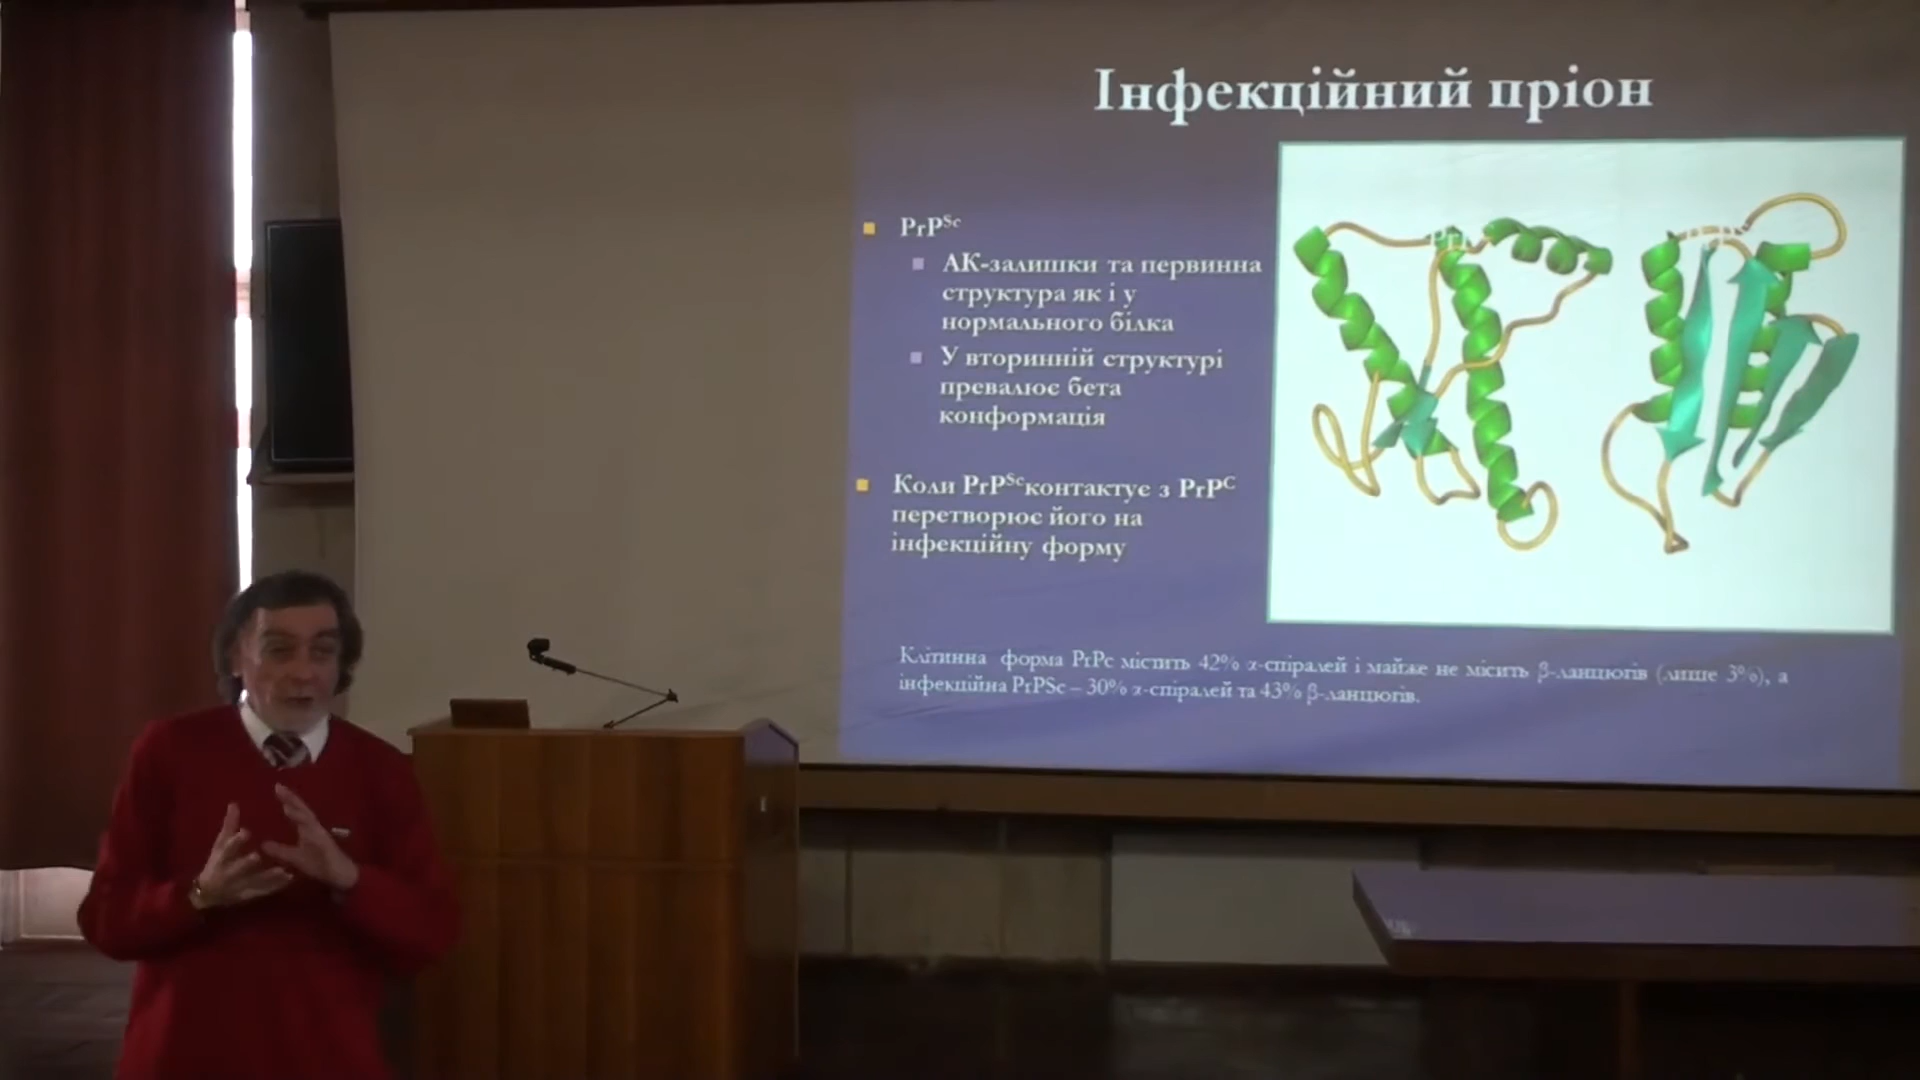 Інфекційний пріон
PrPSc
АК-залишки та первинна
структура як і у
нормального білка
У вторинній структурі
превалює бета
конформація
Коли PrPSc контактує з PrPC
перетворює його на
інфекційну форму
Клітинна форма PrPc містить 42% α-спіралей і майже не місить β-ланцюгів (лише 3%), а
інфекційна PrPSc – 30% α-спіралей та 43% β-ланцюгів.